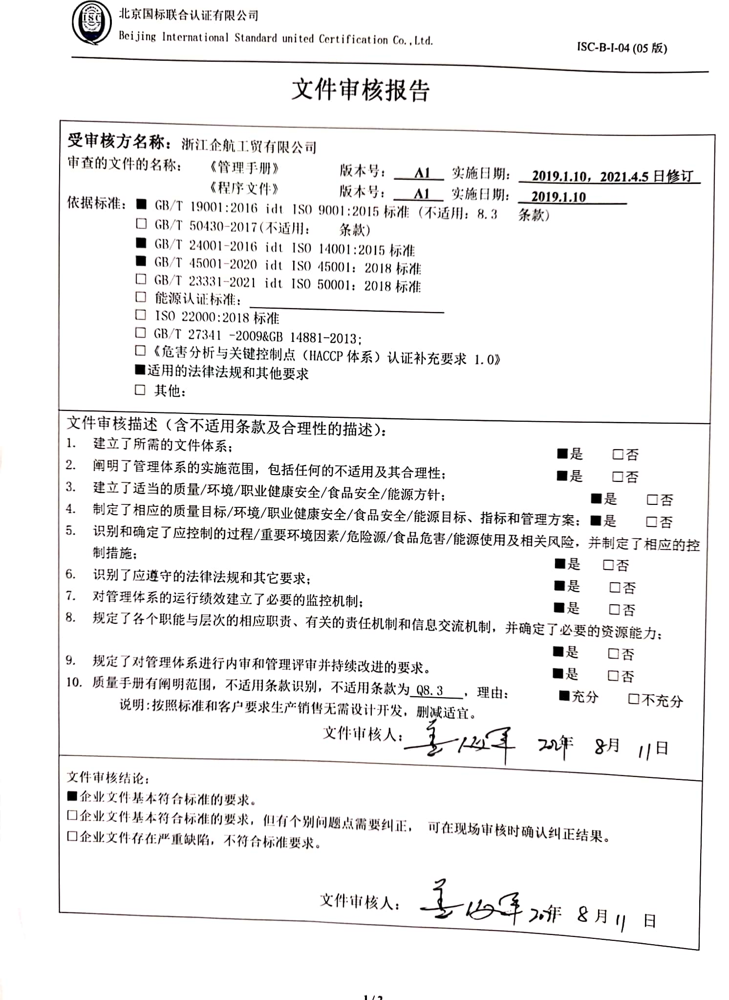 ISC
北京国标联合认证有限公司
Beijing International Standard united Certification Co.,Ltd.
ISC-B-I-04 (05 版)
文件审核报告
受审核方名称：浙江企航工贸有限公司
审查的文件的名称： 《管理手册》 版本号： A1 实施日期： 2019.1.10，2021.4.5 日修订
《程序文件》 版本号： A1 实施日期： 2019.1.10
依据标准：■ GB/T 19001:2016 idt ISO 9001:2015 标准（不适用：8.3 条款）
□ GB/T 50430-2017(不适用： 条款)
■ GB/T 24001-2016 idt ISO 14001:2015 标准
■ GB/T 45001-2020 idt ISO 45001：2018 标准
□ GB/T 23331-2021 idt ISO 50001：2018 标准
□ 能源认证标准：
□ ISO 22000:2018 标准
□ GB/T 27341 -2009&GB 14881-2013;
□《危害分析与关键控制点（HACCP 体系）认证补充要求 1.0》
■适用的法律法规和其他要求
□ 其他：
文件审核描述（含不适用条款及合理性的描述）：
1. 建立了所需的文件体系； ■是 □否
2. 阐明了管理体系的实施范围，包括任何的不适用及其合理性； ■是 □否
3. 建立了适当的质量/环境/职业健康安全/食品安全/能源方针； ■是 □否
4. 制定了相应的质量目标/环境/职业健康安全/食品安全/能源目标、指标和管理方案；■是 □否
5. 识别和确定了应控制的过程/重要环境因素/危险源/食品危害/能源使用及相关风险，并制定了相应的控
制措施； ■是 □否
6. 识别了应遵守的法律法规和其它要求； ■是 □否
7. 对管理体系的运行绩效建立了必要的监控机制； ■是 □否
8. 规定了各个职能与层次的相应职责、有关的责任机制和信息交流机制，并确定了必要的资源能力；
■是 □否
9. 规定了对管理体系进行内审和管理评审并持续改进的要求。 ■是 □否
10. 质量手册有阐明范围，不适用条款识别，不适用条款为 Q8.3 ，理由： ■充分 □不充分
说明:按照标准和客户要求生产销售无需设计开发，删减适宜。
文件审核人： 年 8月 11日
文件审核结论：
■企业文件基本符合标准的要求。
□企业文件基本符合标准的要求，但有个别问题点需要纠正， 可在现场审核时确认纠正结果。
□企业文件存在严重缺陷，不符合标准要求。
文件审核人： 年 8月 11 日